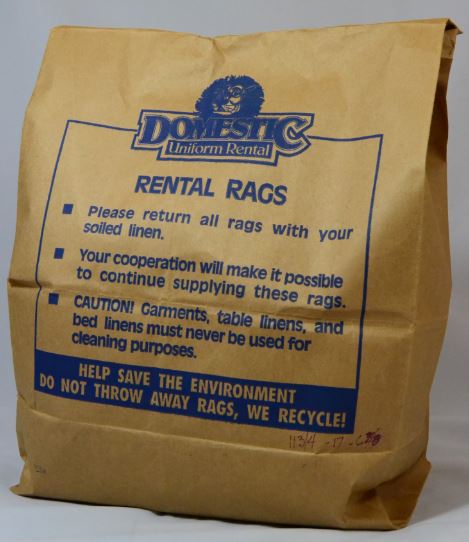 DOMESTIC
Uniform Rental
RENTAL RAGS
▪ Please return all rags with your
soiled linen.
▪ Your cooperation will make it possible
to continue supplying these rags.
▪ CAUTION! Garments, table linens, and
bed linens must never be used for
cleaning purposes.
HELP SAVE THE ENVIRONMENT
DO NOT THROW AWAY RAGS, WE RECYCLE!